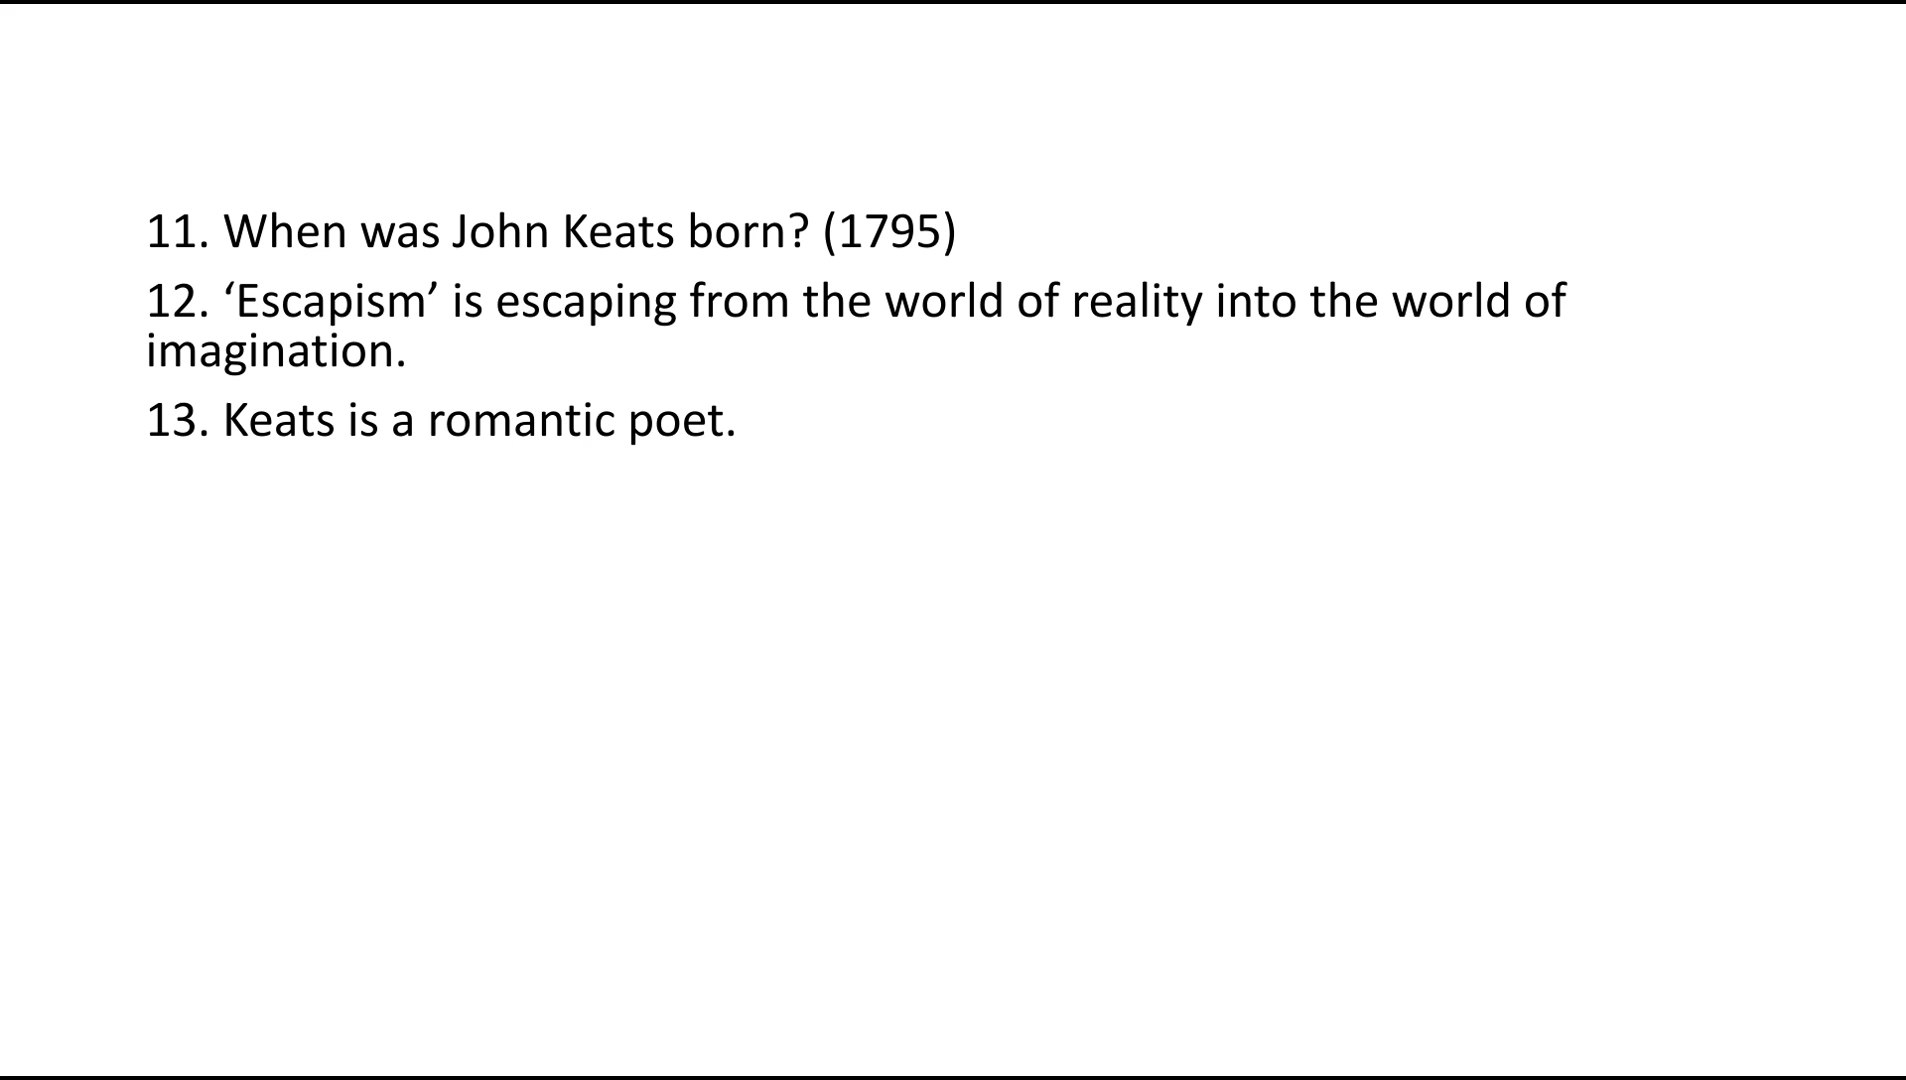 11. When was John Keats born? (1795)
12. ‘Escapism’ is escaping from the world of reality into the world of
imagination.
13. Keats is a romantic poet.